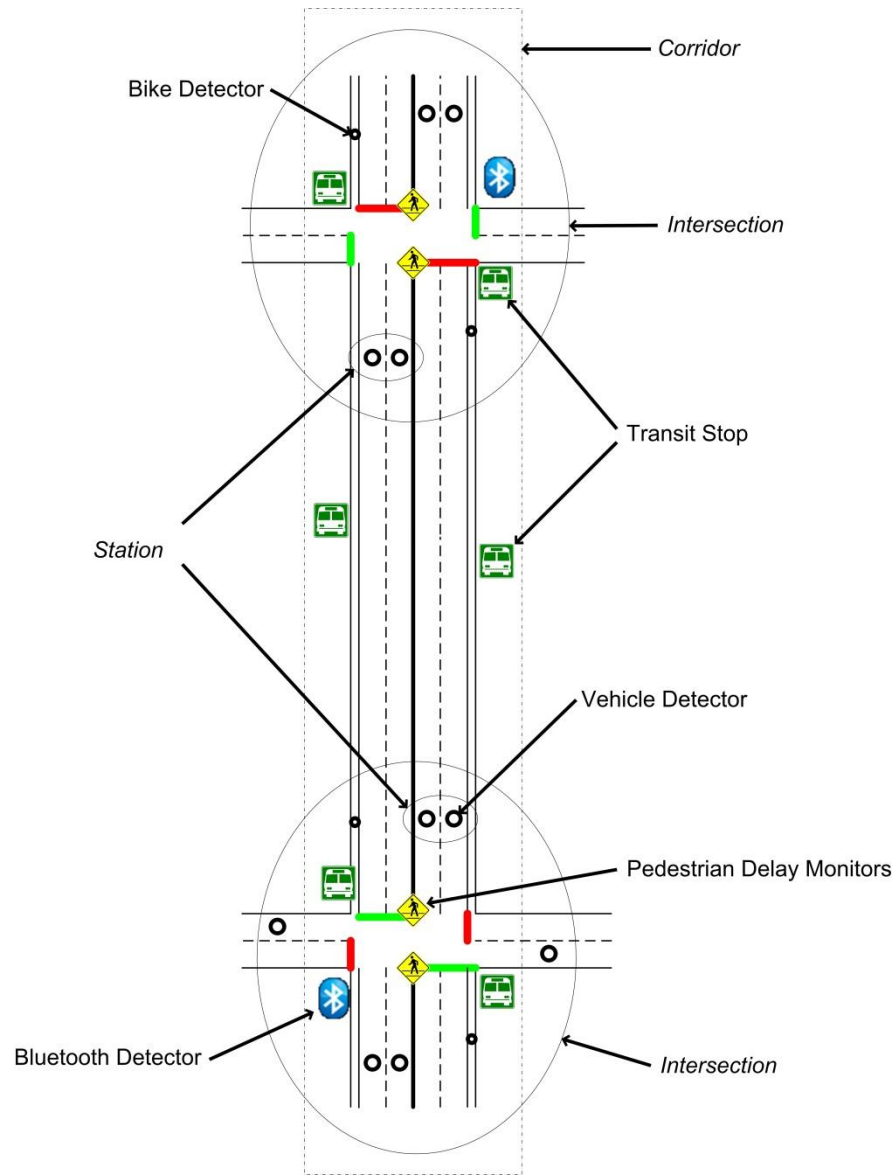 Corridor
Bike Detector
Intersection
Transit Stop
Station
Vehicle Detector
Pedestrian Delay Monitors
Bluetooth Detector
Intersection